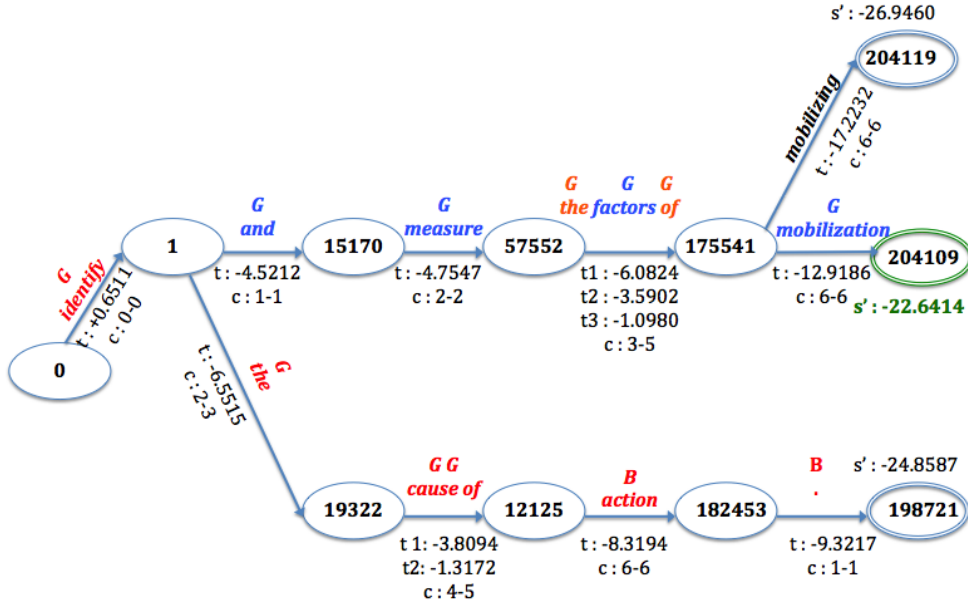 s' : -26.9460
204119
mobilizing
t : -17.2232
c : 6-6
G G G
the factors of
G
and
G
measure
G
mobilization
1
15170
57552
175541
204109
t : -4.5212
c : 1-1
t : -4.7547
c : 2-2
t1 : -6.0824
t2 : -3.5902
t3 : -1.0980
c : 3-5
t : -12.9186
c : 6-6
s' : -22.6414
G
identify
t : +0.6511
c : 0-0
0
G
the
t : -6.5515
c : 2-3
G G
cause of
B
action
B
.
s' : -24.8587
19322
12125
182453
198721
t 1: -3.8094
t2: -1.3172
c : 4-5
t : -8.3194
c : 6-6
t : -9.3217
c : 1-1